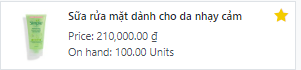 Sữa rửa mặt dành cho da nhạy cảm
Price: 210,000.00 ₫
On hand: 100.00 Units